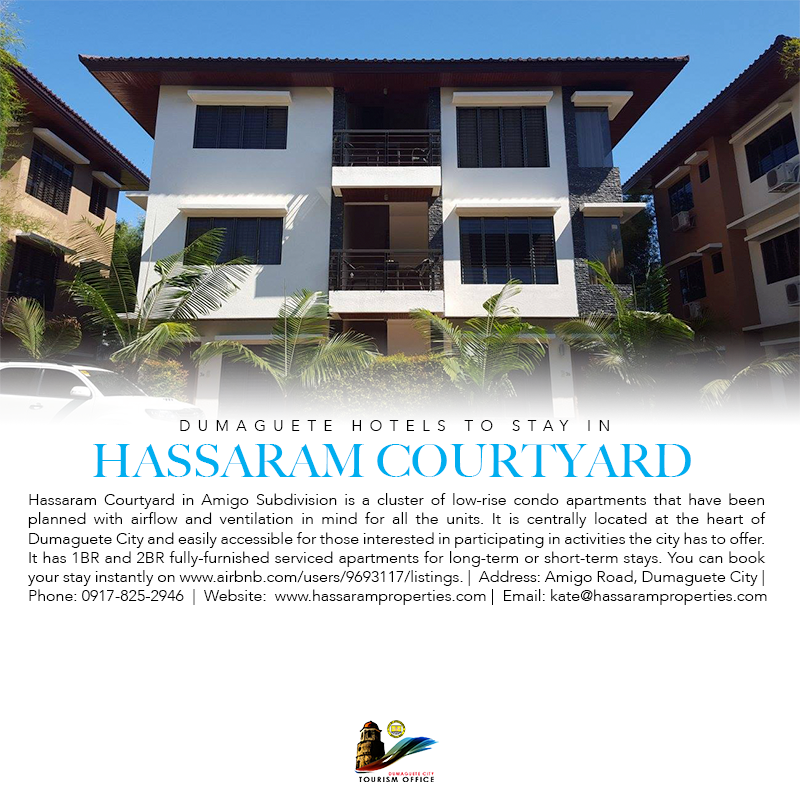 DUMAGUETE HOTELS TO STAY IN
HASSARAM COURTYARD
Hassaram Courtyard in Amigo Subdivision is a cluster of low-rise condo apartments that have been
planned with airflow and ventilation in mind for all the units. It is centrally located at the heart of
Dumaguete City and easily accessible for those interested in participating in activities the city has to offer.
It has 1BR and 2BR fully-furnished serviced apartments for long-term or short-term stays. You can book
your stay instantly on www.airbnb.com/users/9693117/listings. | Address: Amigo Road, Dumaguete City |
Phone: 0917-825-2946 | Website: www.hassaramproperties.com | Email: kate@hassaramproperties.com
DUMAGUETE CITY
TOURISM OFFICE